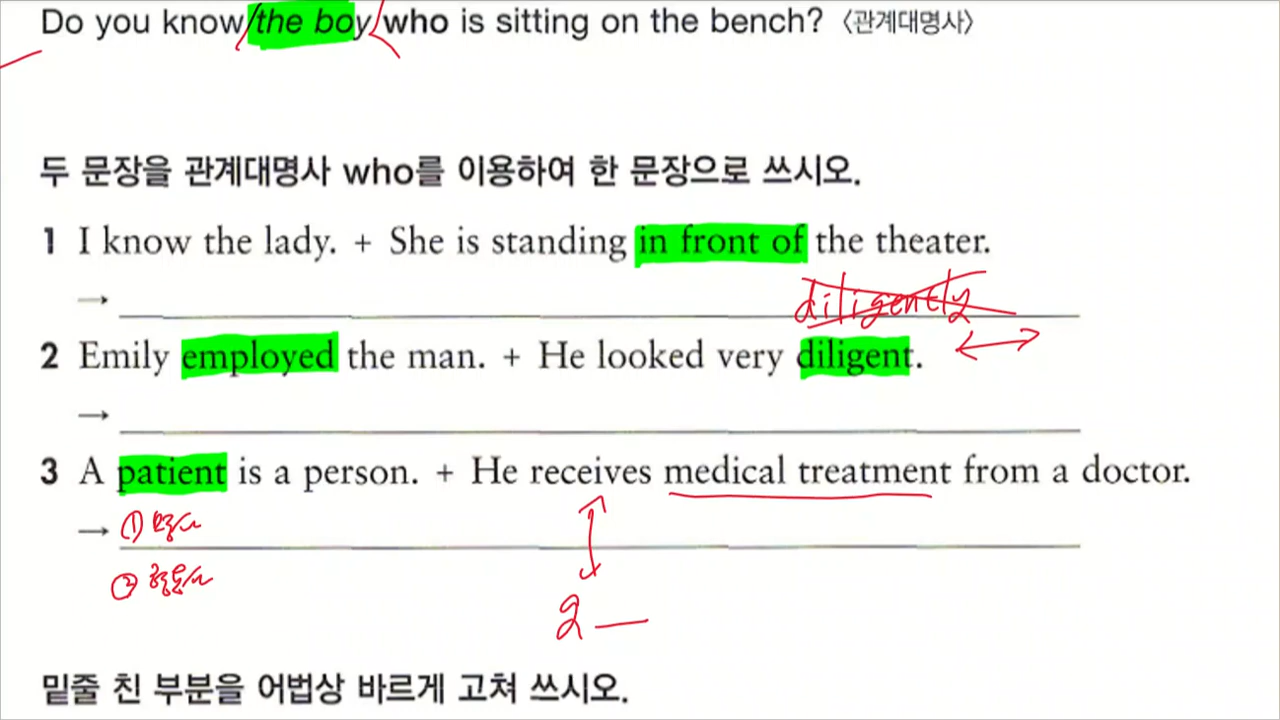 Do you know the boy who is sitting on the bench? 〈관계대명사〉
두 문장을 관계대명사 who를 이용하여 한 문장으로 쓰시오.
1 I know the lady. + She is standing in front of the theater.
→
diligently
2 Emily employed the man. + He looked very diligent.
→
3 A patient is a person. + He receives medical treatment from a doctor.
→ ① 명사
② 형용사
밑줄 친 부분을 어법상 바르게 고쳐 쓰시오.